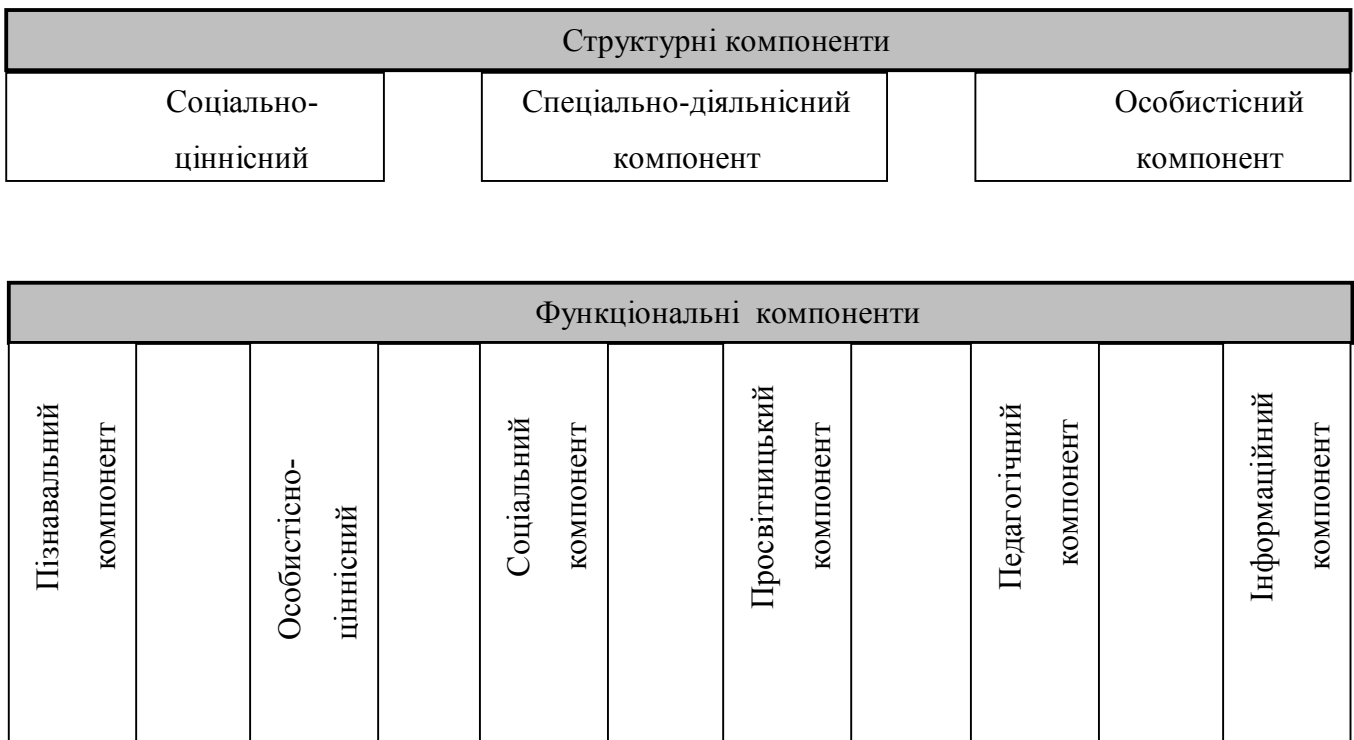 Структурні компоненти
Соціально-
ціннісний
Спеціально-діяльнісний
компонент
Особистісний
компонент
Функціональні компоненти
Пізнавальний
компонент
Особистісно-
ціннісний
Соціальний
компонент
Просвітницький
компонент
Педагогічний
компонент
Інформаційний
компонент